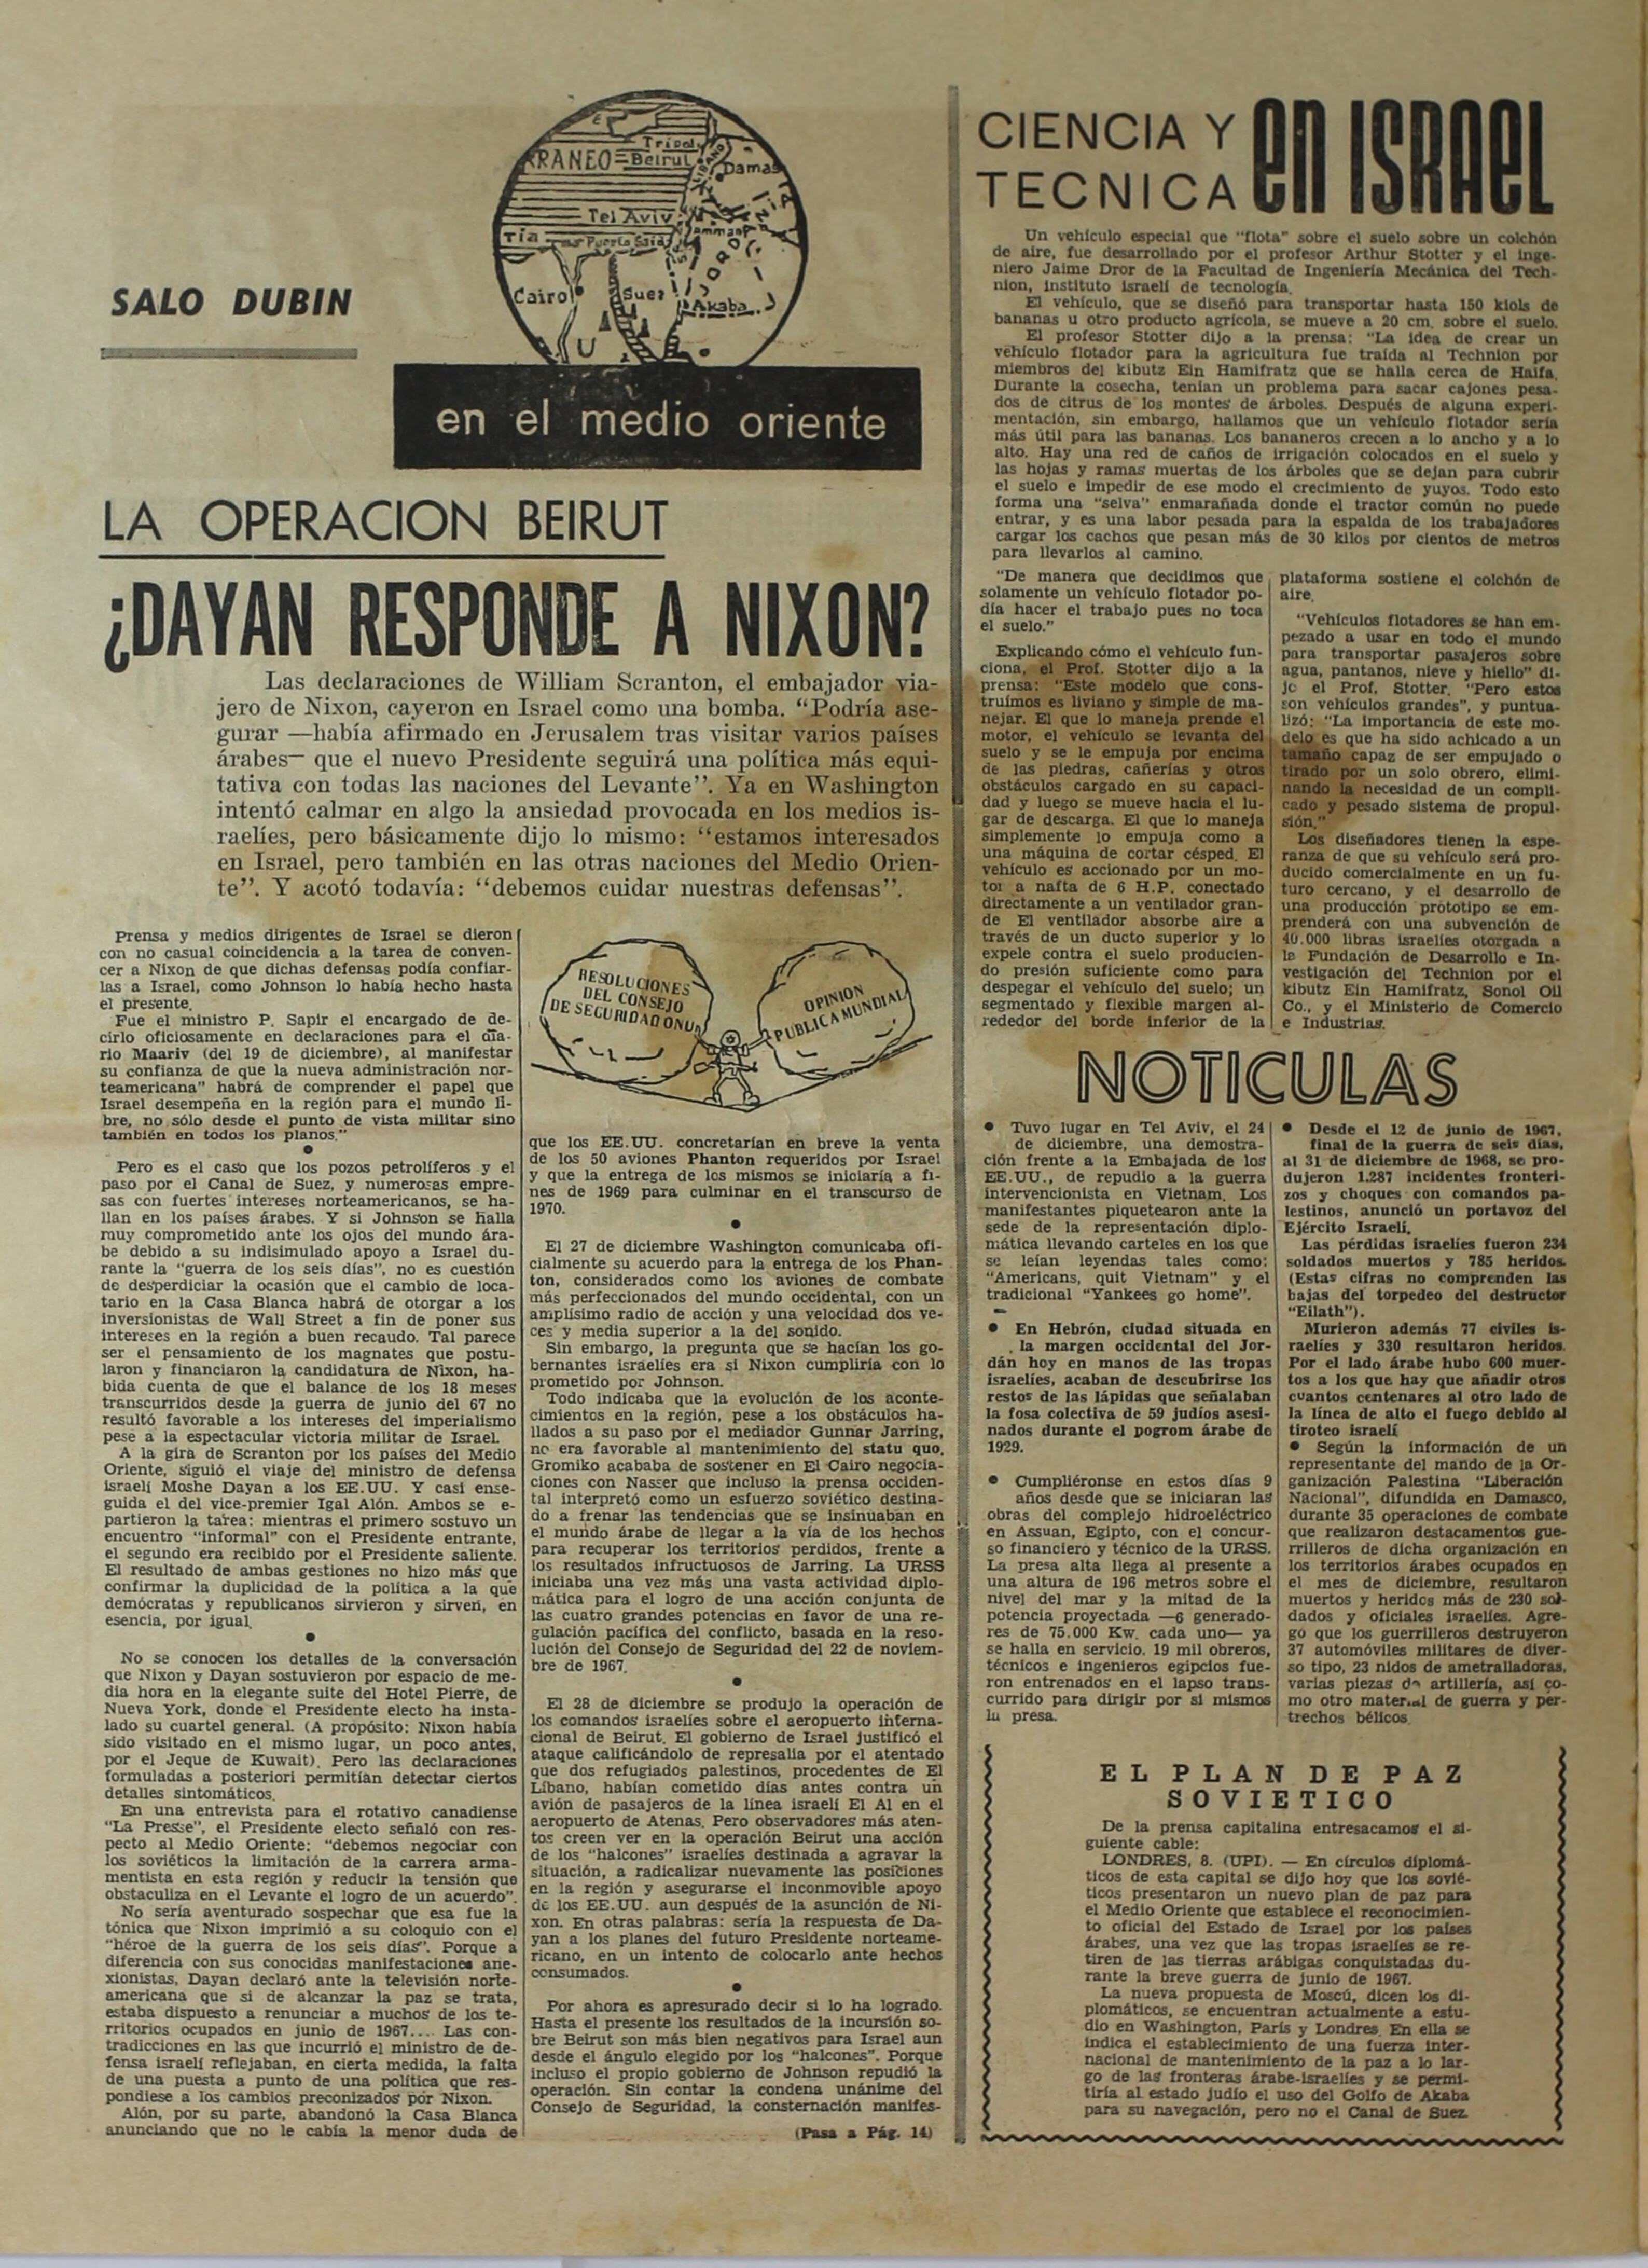 SALO DUBIN
E
Tripol
RANEO
Beirut
LIBANO
Damas
Tel Aviv
Amman
RIA
TIA
Puerto Said
JORD
Cairo
Suez
Akaba
U
en el medio oriente
LA OPERACION BEIRUT
¿DAYAN RESPONDE A NIXON?
Las declaraciones de William Scranton, el embajador via-
jero de Nixon, cayeron en Israel como una bomba. “Podría ase-
gurar —había afirmado en Jerusalem tras visitar varios países
árabes— que el nuevo Presidente seguirá una política más equi-
tativa con todas las naciones del Levante”. Ya en Washington
intentó calmar en algo la ansiedad provocada en los medios is-
raelíes, pero básicamente dijo lo mismo: “estamos interesados
en Israel, pero también en las otras naciones del Medio Orien-
te”. Y acotó todavía: “debemos cuidar nuestras defensas”.
Prensa y medios dirigentes de Israel se dieron
con no casual coincidencia a la tarea de conven-
cer a Nixon de que dichas defensas podía confiar-
las a Israel, como Johnson lo había hecho hasta
el presente.
Fue el ministro P. Sapir el encargado de de-
cirlo oficiosamente en declaraciones para el dia-
rio Maariv (del 19 de diciembre), al manifestar
su confianza de que la nueva administración nor-
teamericana” habrá de comprender el papel que
Israel desempeña en la región para el mundo li-
bre, no sólo desde el punto de vista militar sino
también en todos los planos.”
●
Pero es el caso que los pozos petrolíferos y el
paso por el Canal de Suez, y numerosas empre-
sas con fuertes intereses norteamericanos, se ha-
llan en los países árabes. Y si Johnson se halla
muy comprometido ante los ojos del mundo ára-
be debido a su indisimulado apoyo a Israel du-
rante la “guerra de los seis días”, no es cuestión
de desperdiciar la ocasión que el cambio de loca-
tario en la Casa Blanca habrá de otorgar a los
inversionistas de Wall Street a fin de poner sus
intereses en la región a buen recaudo. Tal parece
ser el pensamiento de los magnates que postu-
laron y financiaron la candidatura de Nixon, ha-
bida cuenta de que el balance de los 18 meses
transcurridos desde la guerra de junio del 67 no
resultó favorable a los intereses del imperialismo
pese a la espectacular victoria militar de Israel.
A la gira de Scranton por los países del Medio
Oriente, siguió el viaje del ministro de defensa
israelí Moshe Dayan a los EE.UU. Y casi ense-
guida el del vice-premier Igal Alón. Ambos se e-
partieron la tarea: mientras el primero sostuvo un
encuentro “informal” con el Presidente entrante,
el segundo era recibido por el Presidente saliente.
El resultado de ambas gestiones no hizo más que
confirmar la duplicidad de la política a la que
demócratas y republicanos sirvieron y sirven, en
esencia, por igual.
●
No se conocen los detalles de la conversación
que Nixon y Dayan sostuvieron por espacio de me-
dia hora en la elegante suite del Hotel Pierre, de
Nueva York, donde el Presidente electo ha insta-
lado su cuartel general. (A propósito: Nixon había
sido visitado en el mismo lugar, un poco antes,
por el Jeque de Kuwait). Pero las declaraciones
formuladas a posteriori permitían detectar ciertos
detalles sintomáticos.
En una entrevista para el rotativo canadiense
“La Presse”, el Presidente electo señaló con res-
pecto al Medio Oriente: “debemos negociar con
los soviéticos la limitación de la carrera arma-
mentista en esta región y reducir la tensión que
obstaculiza en el Levante el logro de un acuerdo”.
No sería aventurado sospechar que esa fue la
tónica que Nixon imprimió a su coloquio con el
“héroe de la guerra de los seis días”. Porque a
diferencia con sus conocidas manifestaciones ane-
xionistas, Dayan declaró ante la televisión norte-
americana que si de alcanzar la paz se trata,
estaba dispuesto a renunciar a muchos de los te-
rritorios ocupados en junio de 1967.... Las con-
tradicciones en las que incurrió el ministro de de-
fensa israelí reflejaban, en cierta medida, la falta
de una puesta a punto de una política que res-
pondiese a los cambios preconizados por Nixon.
Alón, por su parte, abandonó la Casa Blanca
anunciando que no le cabía la menor duda de
RESOLUCIONES
DEL CONSEJO
DE SEGURIDAD ONU
OPINION
PUBLICA MUNDIAL
que los EE.UU. concretarían en breve la venta
de los 50 aviones Phanton requeridos por Israel
y que la entrega de los mismos se iniciaría a fi-
nes de 1969 para culminar en el transcurso de
1970.
●
El 27 de diciembre Washington comunicaba ofi-
cialmente su acuerdo para la entrega de los Phan-
ton, considerados como los aviones de combate
más perfeccionados del mundo occidental, con un
amplísimo radio de acción y una velocidad dos ve-
ces y media superior a la del sonido.
Sin embargo, la pregunta que se hacían los go-
bernantes israelíes era si Nixon cumpliría con lo
prometido por Johnson.
Todo indicaba que la evolución de los aconte-
cimientos en la región, pese a los obstáculos ha-
llados a su paso por el mediador Gunnar Jarring,
no era favorable al mantenimiento del statu quo.
Gromiko acababa de sostener en El Cairo negocia-
ciones con Nasser que incluso la prensa occiden-
tal interpretó como un esfuerzo soviético destina-
do a frenar las tendencias que se insinuaban en
el mundo árabe de llegar a la vía de los hechos
para recuperar los territorios perdidos, frente a
los resultados infructuosos de Jarring. La URSS
iniciaba una vez más una vasta actividad diplo-
mática para el logro de una acción conjunta de
las cuatro grandes potencias en favor de una re-
gulación pacífica del conflicto, basada en la reso-
lución del Consejo de Seguridad del 22 de noviem-
bre de 1967.
●
El 28 de diciembre se produjo la operación de
los comandos israelíes sobre el aeropuerto interna-
cional de Beirut. El gobierno de Israel justificó el
ataque calificándolo de represalia por el atentado
que dos refugiados palestinos, procedentes de El
Líbano, habían cometido días antes contra un
avión de pasajeros de la línea israelí El Al en el
aeropuerto de Atenas. Pero observadores más aten-
tos creen ver en la operación Beirut una acción
de los “halcones” israelíes destinada a agravar la
situación, a radicalizar nuevamente las posiciones
en la región y asegurarse el inconmovible apoyo
de los EE.UU. aun después de la asunción de Ni-
xon. En otras palabras: sería la respuesta de Da-
yan a los planes del futuro Presidente norteame-
ricano, en un intento de colocarlo ante hechos
consumados.
●
Por ahora es apresurado decir si lo ha logrado.
Hasta el presente los resultados de la incursión so-
bre Beirut son más bien negativos para Israel aun
desde el ángulo elegido por los “halcones”. Porque
incluso el propio gobierno de Johnson repudió la
operación. Sin contar la condena unánime del
Consejo de Seguridad, la consternación manifes-
(Pasa a Pág. 14)
CIENCIA Y
TECNICA en ISRAEL
Un vehículo especial que “flota” sobre el suelo sobre un colchón
de aire, fue desarrollado por el profesor Arthur Stotter y el inge-
niero Jaime Dror de la Facultad de Ingeniería Mecánica del Tech-
nion, instituto israelí de tecnología.
El vehículo, que se diseñó para transportar hasta 150 kiols de
bananas u otro producto agrícola, se mueve a 20 cm. sobre el suelo.
El profesor Stotter dijo a la prensa: “La idea de crear un
vehículo flotador para la agricultura fue traída al Technion por
miembros del kibutz Ein Hamifratz que se halla cerca de Haifa.
Durante la cosecha, tenían un problema para sacar cajones pesa-
dos de citrus de los montes de árboles. Después de alguna experi-
mentación, sin embargo, hallamos que un vehículo flotador sería
más útil para las bananas. Los bananeros crecen a lo ancho y a lo
alto. Hay una red de caños de irrigación colocados en el suelo y
las hojas y ramas muertas de los árboles que se dejan para cubrir
el suelo e impedir de ese modo el crecimiento de yuyos. Todo esto
forma una “selva” enmarañada donde el tractor común no puede
entrar, y es una labor pesada para la espalda de los trabajadores
cargar los cachos que pesan más de 30 kilos por cientos de metros
para llevarlos al camino.
“De manera que decidimos que
solamente un vehículo flotador po-
día hacer el trabajo pues no toca
el suelo.”
Explicando cómo el vehículo fun-
ciona, el Prof. Stotter dijo a la
prensa: “Este modelo que cons-
truímos es liviano y simple de ma-
nejar. El que lo maneja prende el
motor, el vehículo se levanta del
suelo y se le empuja por encima
de las piedras, cañerías y otros
obstáculos cargado en su capaci-
dad y luego se mueve hacia el lu-
gar de descarga. El que lo maneja
simplemente lo empuja como a
una máquina de cortar césped. El
vehículo es accionado por un mo-
tor a nafta de 6 H.P. conectado
directamente a un ventilador gran-
de El ventilador absorbe aire a
través de un ducto superior y lo
expele contra el suelo producien-
do presión suficiente como para
despegar el vehículo del suelo; un
segmentado y flexible margen al-
rededor del borde inferior de la
plataforma sostiene el colchón de
aire.
“Vehículos flotadores se han em-
pezado a usar en todo el mundo
para transportar pasajeros sobre
agua, pantanos, nieve y hiello” di-
jo el Prof. Stotter. “Pero estos
son vehículos grandes”, y puntua-
lizó: “La importancia de este mo-
delo es que ha sido achicado a un
tamaño capaz de ser empujado o
tirado por un solo obrero, elimi-
nando la necesidad de un compli-
cado y pesado sistema de propul-
sión.”
Los diseñadores tienen la espe-
ranza de que su vehículo será pro-
ducido comercialmente en un fu-
turo cercano, y el desarrollo de
una producción prototipo se em-
prenderá con una subvención de
40.000 libras israelíes otorgada a
la Fundación de Desarrollo e In-
vestigación del Technion por el
kibutz Ein Hamifratz, Sonol Oil
Co., y el Ministerio de Comercio
e Industrias.
NOTICULAS
● Tuvo lugar en Tel Aviv, el 24
de diciembre, una demostra-
ción frente a la Embajada de los
EE.UU., de repudio a la guerra
intervencionista en Vietnam. Los
manifestantes piquetearon ante la
sede de la representación diplo-
mática llevando carteles en los que
se leían leyendas tales como:
“Americans, quit Vietnam” y el
tradicional “Yankees go home”.
● En Hebrón, ciudad situada en
la margen occidental del Jor-
dán hoy en manos de las tropas
israelíes, acaban de descubrirse los
restos de las lápidas que señalaban
la fosa colectiva de 59 judíos asesi-
nados durante el pogrom árabe de
1929.
● Cumpliéronse en estos días 9
años desde que se iniciaran las
obras del complejo hidroeléctrico
en Assuan, Egipto, con el concur-
so financiero y técnico de la URSS.
La presa alta llega al presente a
una altura de 196 metros sobre el
nivel del mar y la mitad de la
potencia proyectada —6 generado-
res de 75.000 Kw. cada uno— ya
se halla en servicio. 19 mil obreros,
técnicos e ingenieros egipcios fue-
ron entrenados en el lapso trans-
currido para dirigir por sí mismos
la presa.
● Desde el 12 de junio de 1967,
final de la guerra de seis días,
al 31 de diciembre de 1968, se pro-
dujeron 1.287 incidentes fronteri-
zos y choques con comandos pa-
lestinos, anunció un portavoz del
Ejército Israelí.
Las pérdidas israelíes fueron 234
soldados muertos y 785 heridos.
(Estas cifras no comprenden las
bajas del torpedeo del destructor
“Eilath”).
Murieron además 77 civiles is-
raelíes y 330 resultaron heridos.
Por el lado árabe hubo 600 muer-
tos a los que hay que añadir otros
cuantos centenares al otro lado de
la línea de alto el fuego debido al
tiroteo israelí
● Según la información de un
representante del mando de la Or-
ganización Palestina “Liberación
Nacional”, difundida en Damasco,
durante 35 operaciones de combate
que realizaron destacamentos gue-
rrilleros de dicha organización en
los territorios árabes ocupados en
el mes de diciembre, resultaron
muertos y heridos más de 230 sol-
dados y oficiales israelíes. Agre-
gó que los guerrilleros destruyeron
37 automóviles militares de diver-
so tipo, 23 nidos de ametralladoras,
varias piezas de artillería, así co-
mo otro material de guerra y per-
trechos bélicos.
EL PLAN DE PAZ
SOVIETICO
De la prensa capitalina entresacamos el si-
guiente cable:
LONDRES, 8. (UPI). — En círculos diplomá-
ticos de esta capital se dijo hoy que los sovié-
ticos presentaron un nuevo plan de paz para
el Medio Oriente que establece el reconocimien-
to oficial del Estado de Israel por los países
árabes, una vez que las tropas israelíes se re-
tiren de las tierras arábigas conquistadas du-
rante la breve guerra de junio de 1967.
La nueva propuesta de Moscú, dicen los di-
plomáticos, se encuentran actualmente a estu-
dio en Washington, París y Londres. En ella se
indica el establecimiento de una fuerza inter-
nacional de mantenimiento de la paz a lo lar-
go de las fronteras árabe-israelíes y se permi-
tiría al estado judío el uso del Golfo de Akaba
para su navegación, pero no el Canal de Suez.